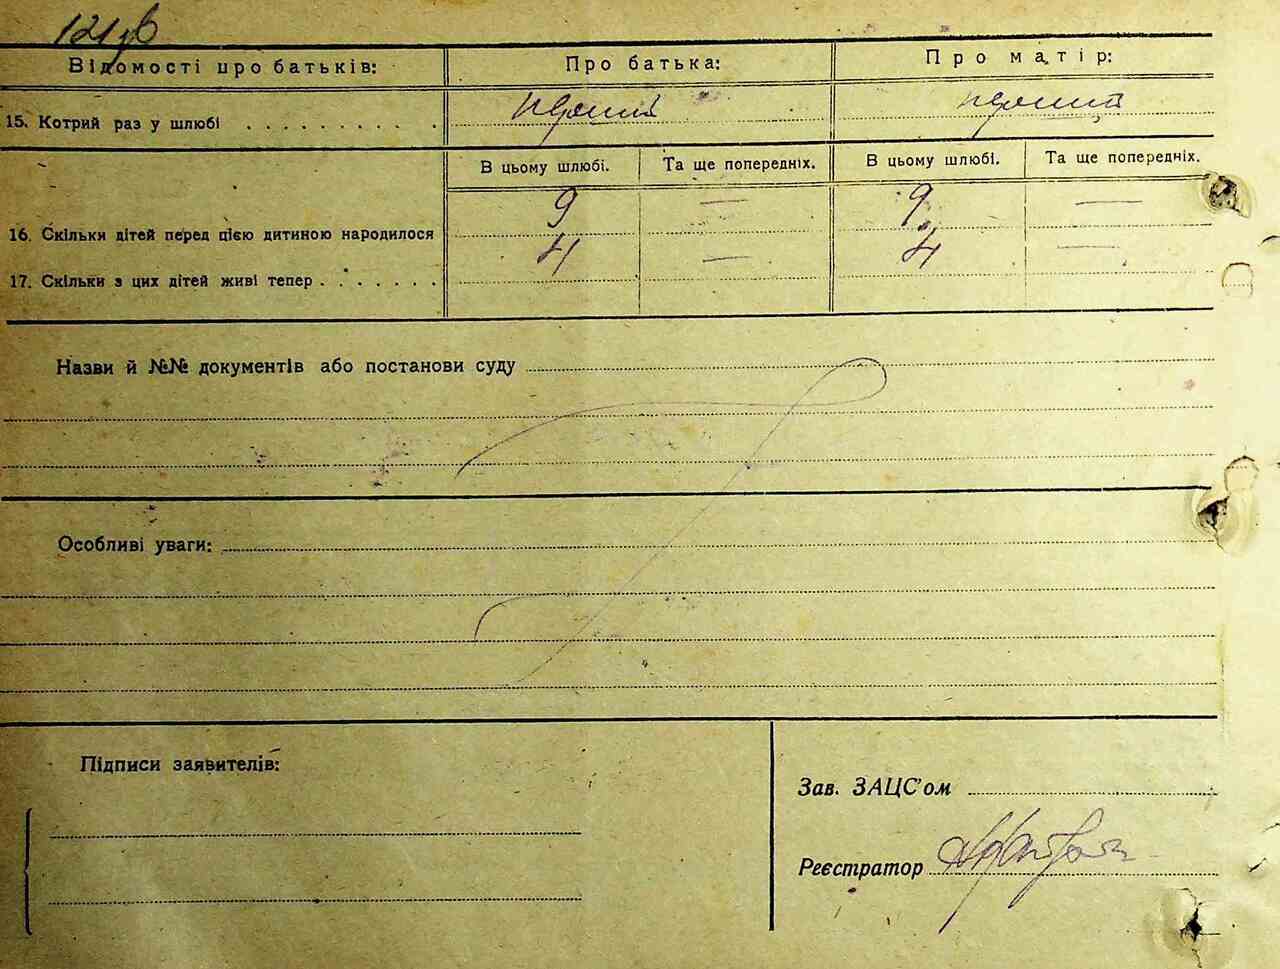 121 зв
Відомості про батьків: Про батька: Про матір:
15. Котрий раз у шлюбі . . . . . . . . . . перший перший
В цьому шлюбі. Та ще попередніх. В цьому шлюбі. Та ще попередніх.
16. Скільки дітей перед цією дитиною народилося 9 — 9 —
17. Скільки з цих дітей живі тепер . . . . . . . 4 — 4 —
Назви й №№ документів або постанови суду
Особливі уваги:
Підписи заявителів:
Зав. ЗАЦС'ом
Реєстратор